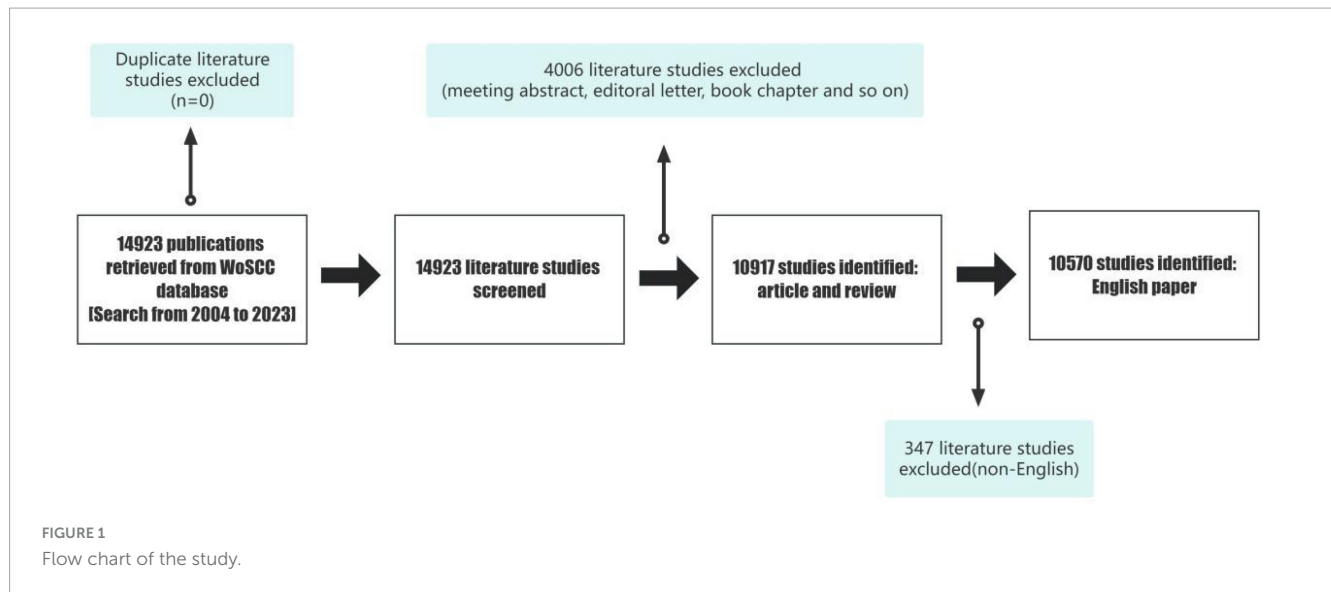 Duplicate literature
studies excluded
(n=0)
4006 literature studies excluded
(meeting abstract, editoral letter, book chapter and so on)
14923 publications
retrieved from WoSCC
database
[Search from 2004 to 2023]
14923 literature studies
screened
10917 studies identified:
article and review
10570 studies identified:
English paper
347 literature studies
excluded(non-English)
FIGURE 1
Flow chart of the study.